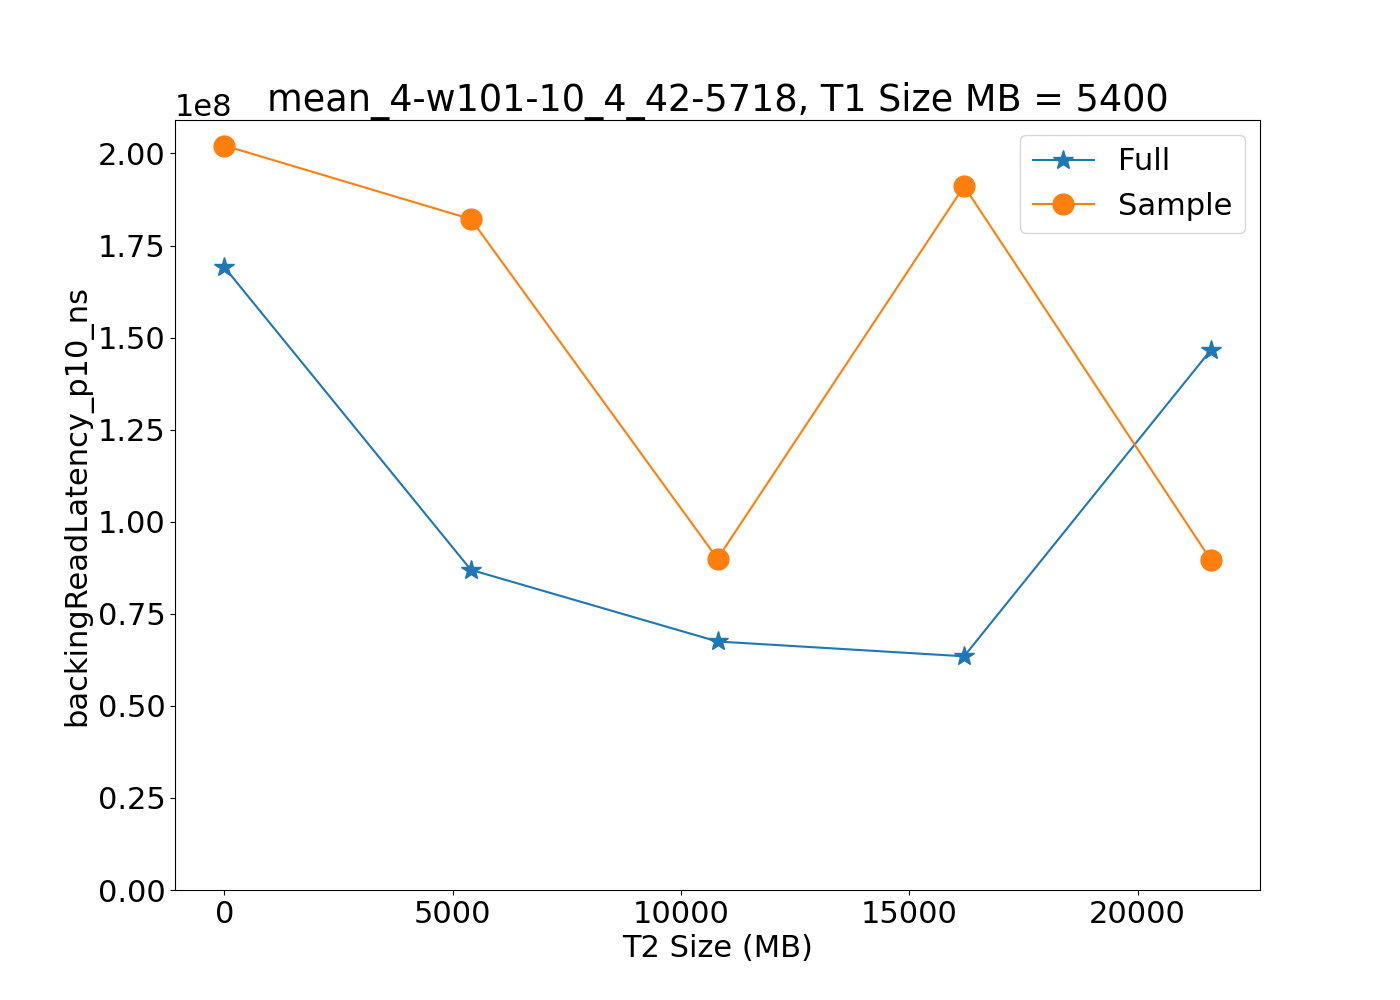 1e8
mean_4-w101-10_4_42-5718, T1 Size MB = 5400
Full
Sample
2.00
1.75
1.50
1.25
1.00
0.75
0.50
0.25
0.00
backingReadLatency_p10_ns
0 5000 10000 15000 20000
T2 Size (MB)